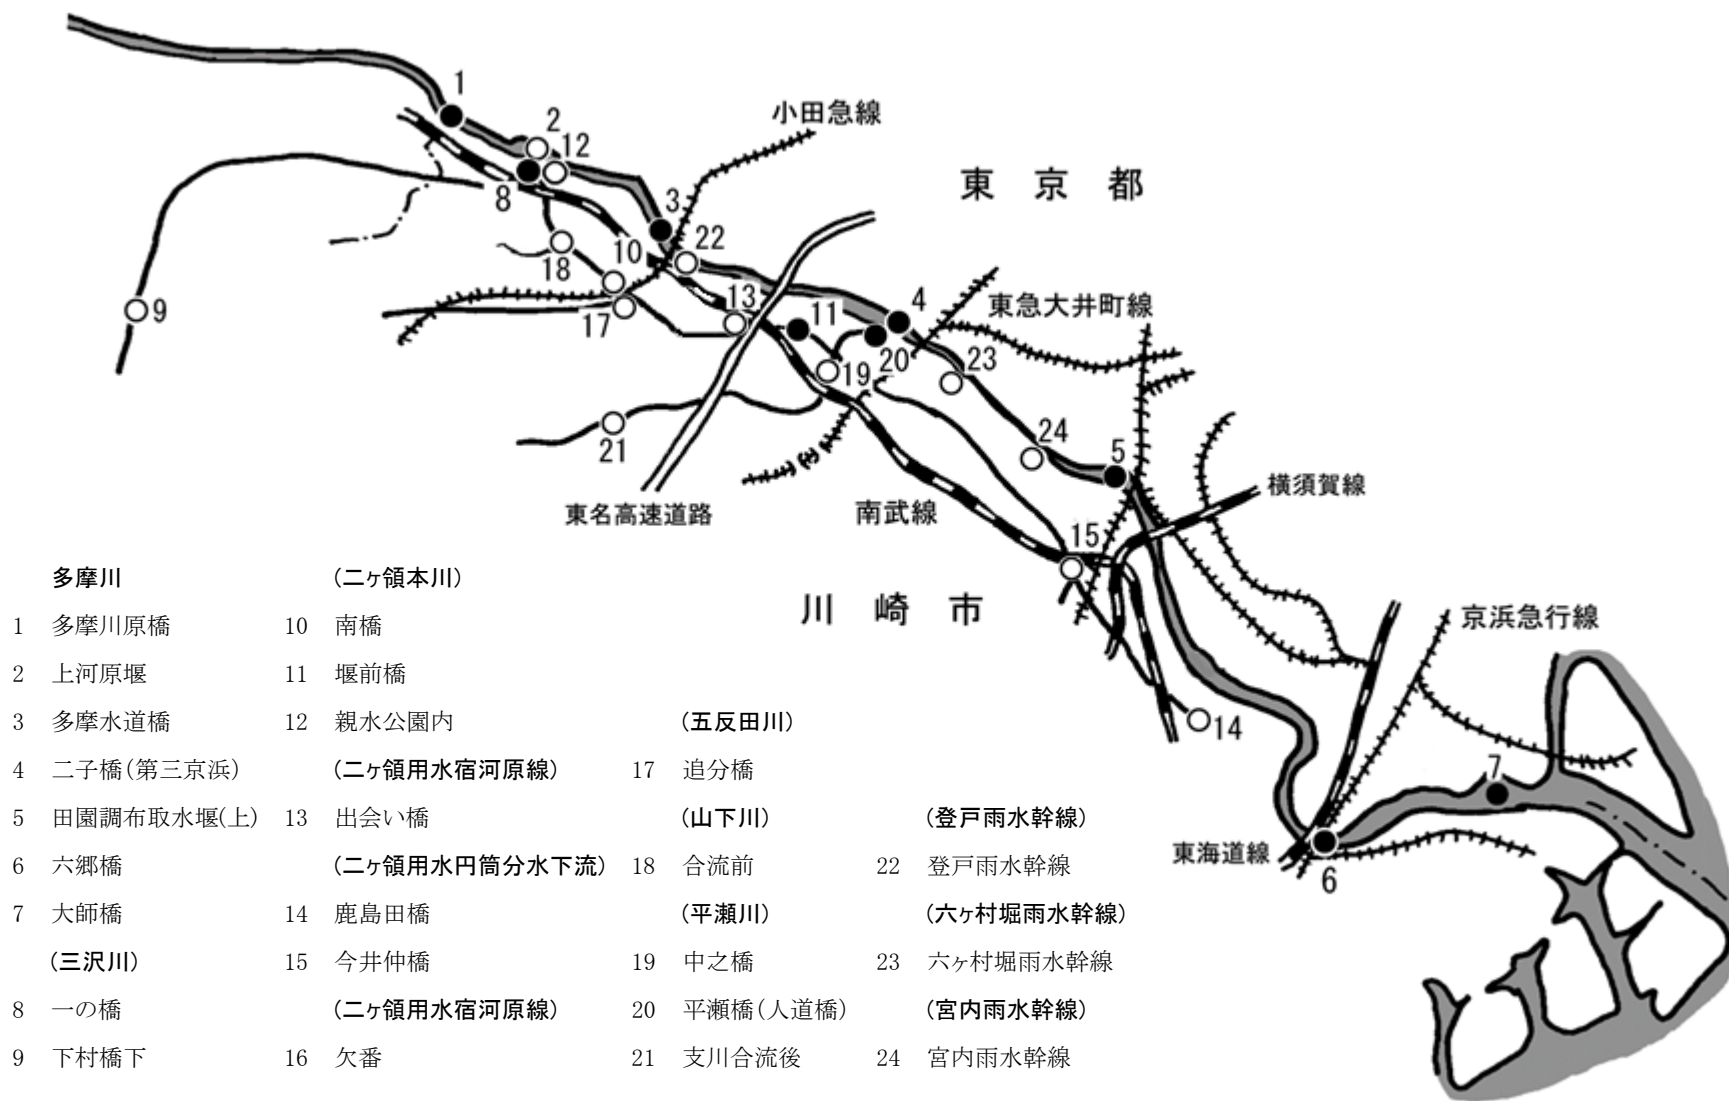 1
2
12
小田急線
8
3
東 京 都
10
22
18
9
13
11
4
東急大井町線
17
20
23
19
21
24
5
横須賀線
東名高速道路
南武線
15
川 崎 市
京浜急行線
14
7
東海道線
6
多摩川 (二ヶ領本川)
1 多摩川原橋 10 南橋
2 上河原堰 11 堰前橋
3 多摩水道橋 12 親水公園内 (五反田川)
4 二子橋(第三京浜) (二ヶ領用水宿河原線) 17 追分橋
5 田園調布取水堰(上) 13 出会い橋 (山下川) (登戸雨水幹線)
6 六郷橋 (二ヶ領用水円筒分水下流) 18 合流前 22 登戸雨水幹線
7 大師橋 14 鹿島田橋 (平瀬川) (六ヶ村堀雨水幹線)
(三沢川) 15 今井仲橋 19 中之橋 23 六ヶ村堀雨水幹線
8 一の橋 (二ヶ領用水宿河原線) 20 平瀬橋(人道橋) (宮内雨水幹線)
9 下村橋下 16 欠番 21 支川合流後 24 宮内雨水幹線